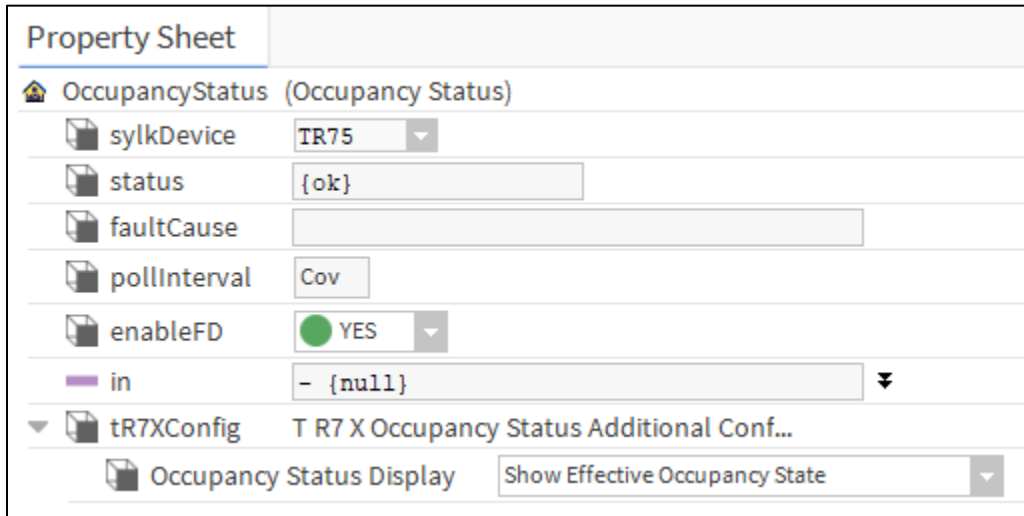 Property Sheet
OccupancyStatus (Occupancy Status)
sylkDevice TR75
status {ok}
faultCause
pollInterval Cov
enableFD YES
in - {null}
tR7XConfig T R7 X Occupancy Status Additional Conf...
Occupancy Status Display Show Effective Occupancy State